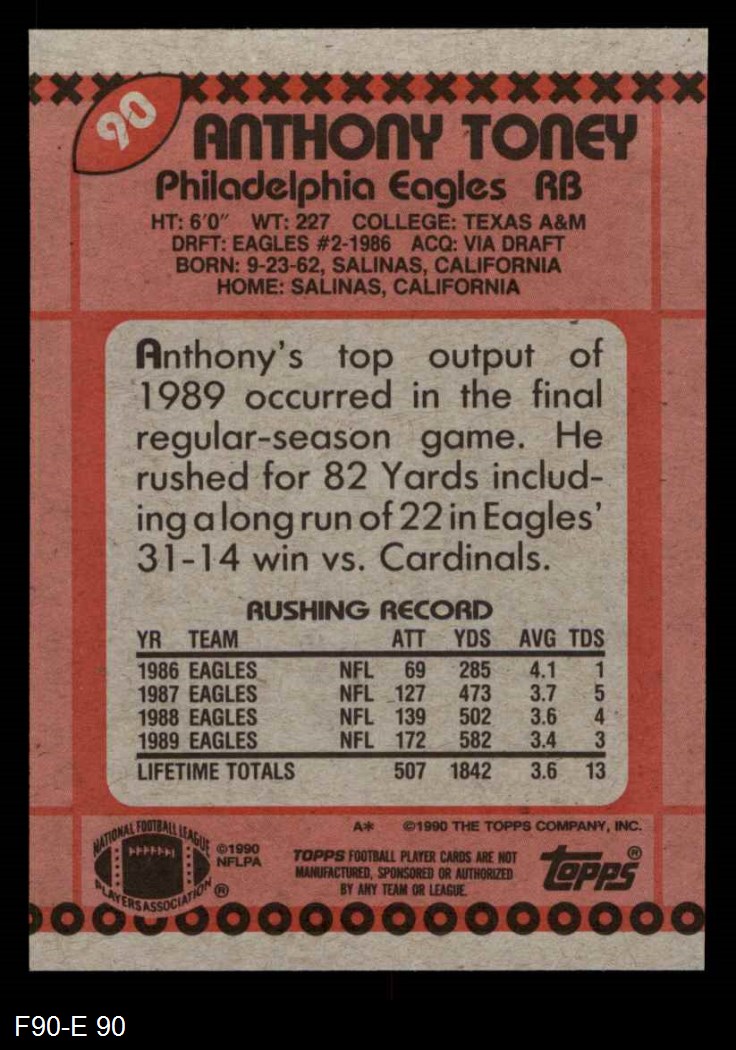 90
ANTHONY TONEY
Philadelphia Eagles RB
HT: 6'0" WT: 227 COLLEGE: TEXAS A&M
DRFT: EAGLES #2-1986 ACQ: VIA DRAFT
BORN: 9-23-62, SALINAS, CALIFORNIA
HOME: SALINAS, CALIFORNIA
Anthony's top output of
1989 occurred in the final
regular-season game. He
rushed for 82 Yards includ-
ing a long run of 22 in Eagles'
31-14 win vs. Cardinals.
RUSHING RECORD
YR TEAM ATT YDS AVG TDS
1986 EAGLES NFL 69 285 4.1 1
1987 EAGLES NFL 127 473 3.7 5
1988 EAGLES NFL 139 502 3.6 4
1989 EAGLES NFL 172 582 3.4 3
LIFETIME TOTALS 507 1842 3.6 13
A* ©1990 THE TOPPS COMPANY, INC.
NATIONAL FOOTBALL LEAGUE
PLAYERS ASSOCIATION ®
©1990
NFLPA
TOPPS FOOTBALL PLAYER CARDS ARE NOT
MANUFACTURED, SPONSORED OR AUTHORIZED
BY ANY TEAM OR LEAGUE.
topps®
F90-E 90